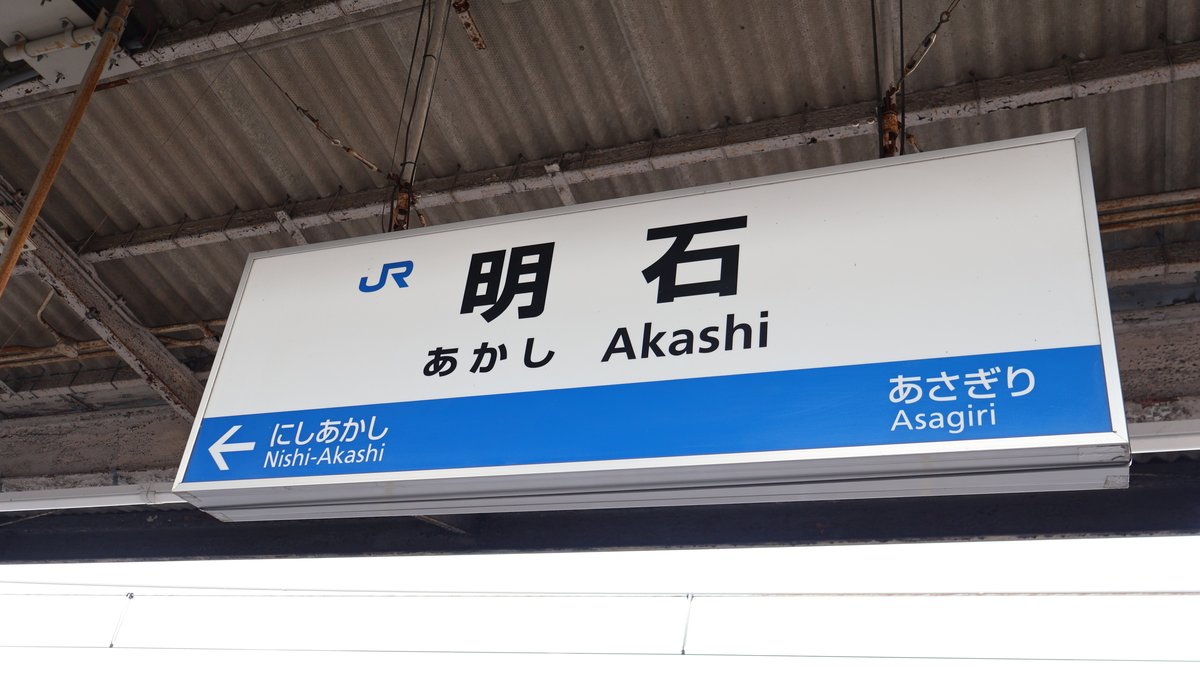 JR 明石
あかし Akashi
にしあかし
Nishi-Akashi
あさぎり
Asagiri